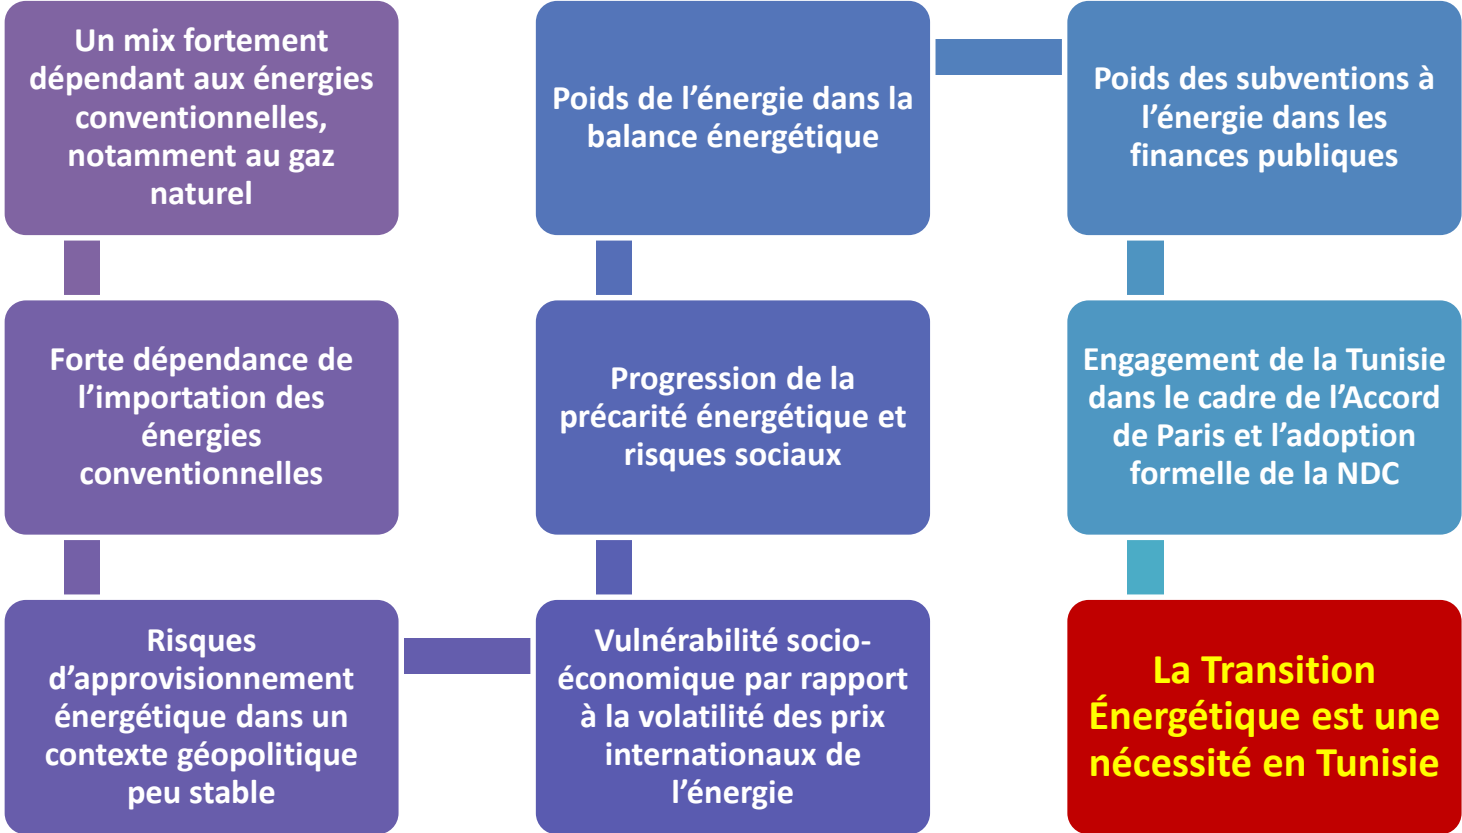 Un mix fortement
dépendant aux énergies
conventionnelles,
notamment au gaz
naturel
Forte dépendance de
l’importation des
énergies
conventionnelles
Risques
d’approvisionnement
énergétique dans un
contexte géopolitique
peu stable
Vulnérabilité socio-
économique par rapport
à la volatilité des prix
internationaux de
l’énergie
Progression de la
précarité énergétique et
risques sociaux
Poids de l’énergie dans la
balance énergétique
Poids des subventions à
l’énergie dans les
finances publiques
Engagement de la Tunisie
dans le cadre de l’Accord
de Paris et l’adoption
formelle de la NDC
La Transition
Énergétique est une
nécessité en Tunisie